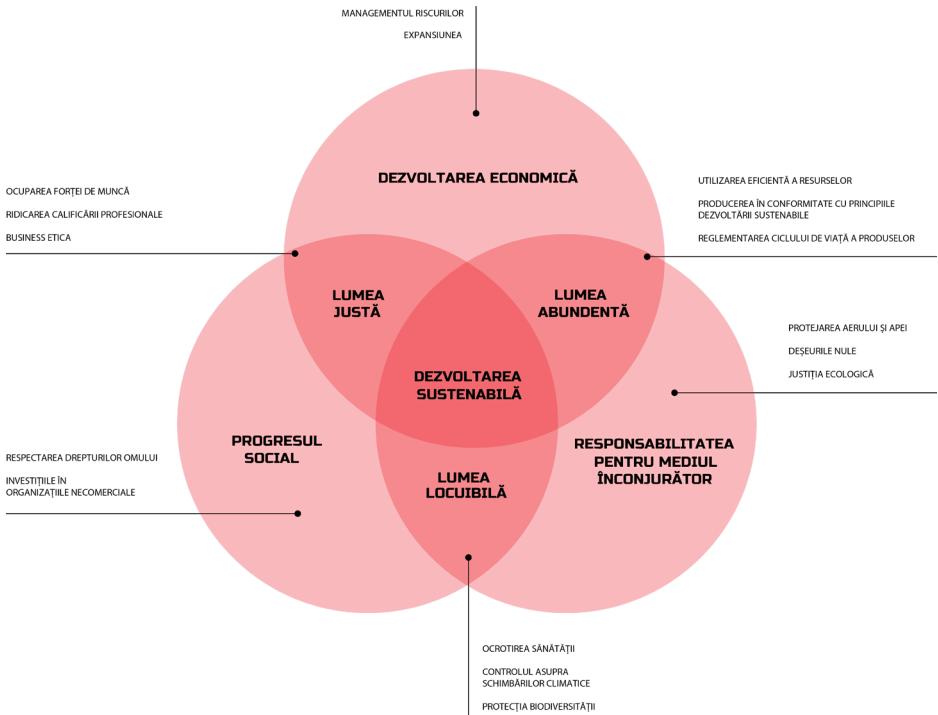 MANAGEMENTUL RISCURILOR
EXPANSIUNEA
DEZVOLTAREA ECONOMICĂ
OCUPAREA FORȚEI DE MUNCĂ
RIDICAREA CALIFICĂRII PROFESIONALE
BUSINESS ETICA
UTILIZAREA EFICIENTĂ A RESURSELOR
PRODUCEREA ÎN CONFORMITATE CU PRINCIPIILE
DEZVOLTĂRII SUSTENABILE
REGLEMENTAREA CICLULUI DE VIAȚĂ A PRODUSELOR
LUMEA
JUSTĂ
LUMEA
ABUNDENTĂ
PROTEJAREA AERULUI ȘI APEI
DEȘEURILE NULE
JUSTIȚIA ECOLOGICĂ
DEZVOLTAREA
SUSTENABILĂ
PROGRESUL
SOCIAL
RESPONSABILITATEA
PENTRU MEDIUL
ÎNCONJURĂTOR
RESPECTAREA DREPTURILOR OMULUI
INVESTIȚIILE ÎN
ORGANIZAȚIILE NECOMERCIALE
LUMEA
LOCUIBILĂ
OCROTIREA SĂNĂTĂȚII
CONTROLUL ASUPRA
SCHIMBĂRILOR CLIMATICE
PROTECȚIA BIODIVERSITĂȚII